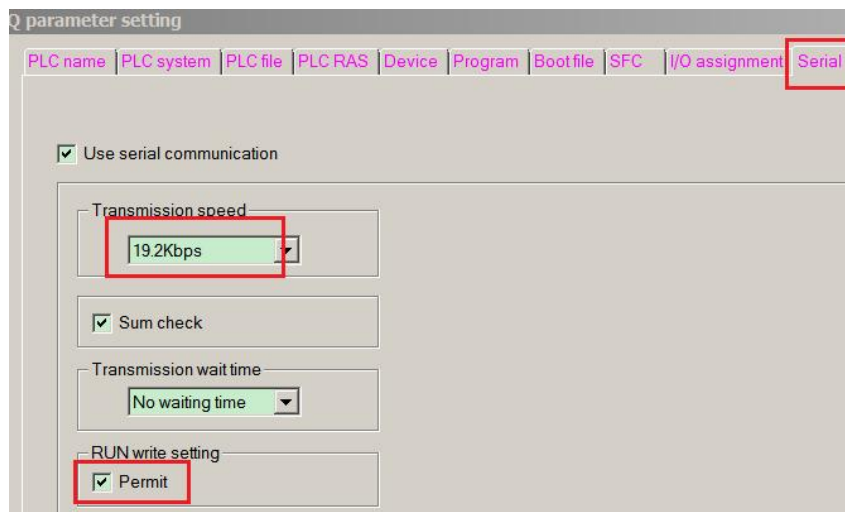 Q parameter setting
PLC name PLC system PLC file PLC RAS Device Program Boot file SFC I/O assignment Serial
Use serial communication
Transmission speed
19.2Kbps
Sum check
Transmission wait time
No waiting time
RUN write setting
Permit